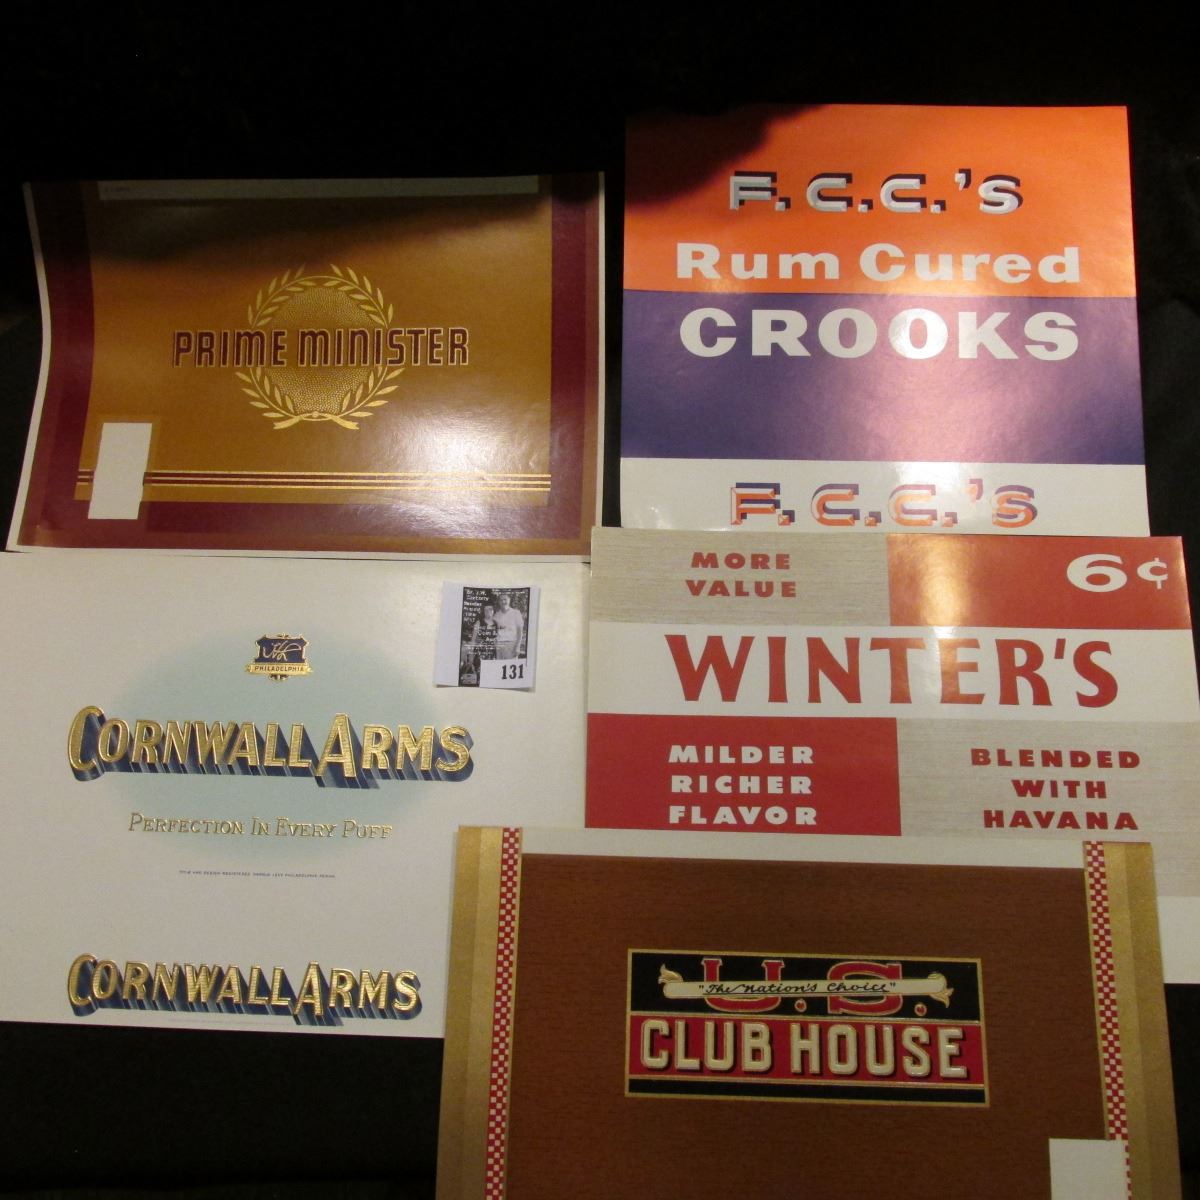 PRIME MINISTER
F.C.C.'S
Rum Cured
CROOKS
F.C.C.'S
MORE
VALUE
6¢
WINTER'S
MILDER
RICHER
FLAVOR
BLENDED
WITH
HAVANA
PHILADELPHIA
CORNWALL ARMS
PERFECTION IN EVERY PUFF
CORNWALL ARMS
131
U.S.
"The Nation's Choice"
CLUB HOUSE